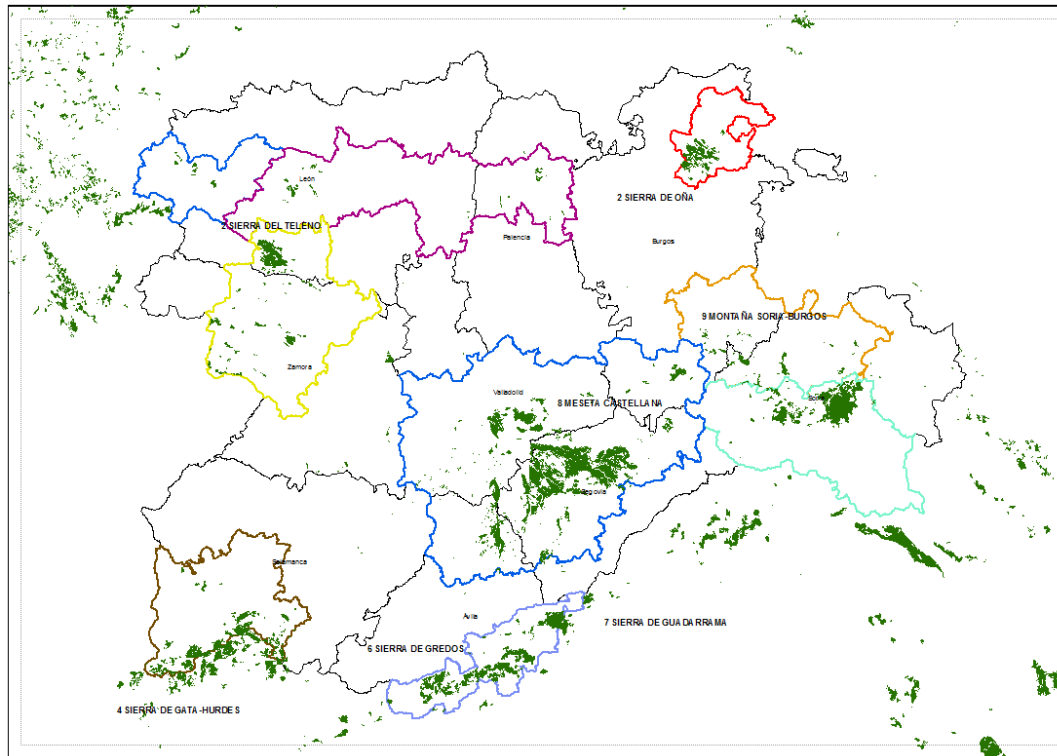 León
2 SIERRA DE OÑA
2 SIERRA DEL TELENO
Palencia
Burgos
9 MONTAÑA SORIA-BURGOS
Zamora
Valladolid
8 MESETA CASTELLANA
Soria
Segovia
Salamanca
Ávila
7 SIERRA DE GUADARRAMA
6 SIERRA DE GREDOS
4 SIERRA DE GATA-HURDES